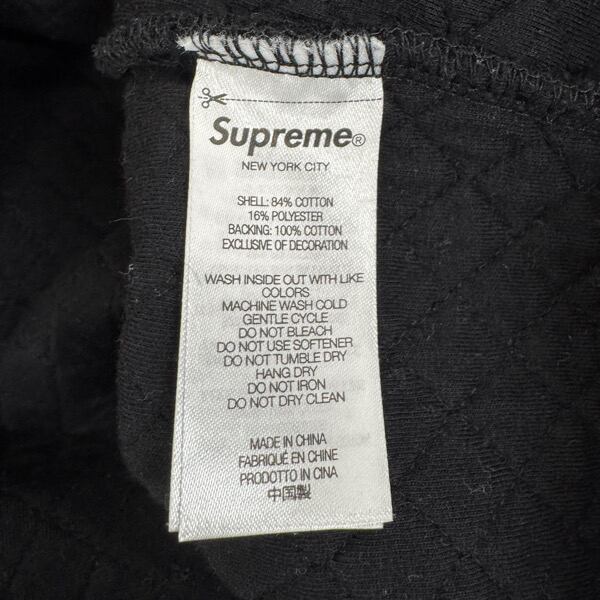 Supreme®
NEW YORK CITY
SHELL: 84% COTTON
16% POLYESTER
BACKING: 100% COTTON
EXCLUSIVE OF DECORATION
WASH INSIDE OUT WITH LIKE
COLORS
MACHINE WASH COLD
GENTLE CYCLE
DO NOT BLEACH
DO NOT USE SOFTENER
DO NOT TUMBLE DRY
HANG DRY
DO NOT IRON
DO NOT DRY CLEAN
MADE IN CHINA
FABRIQUÉ EN CHINE
PRODOTTO IN CINA
中国製